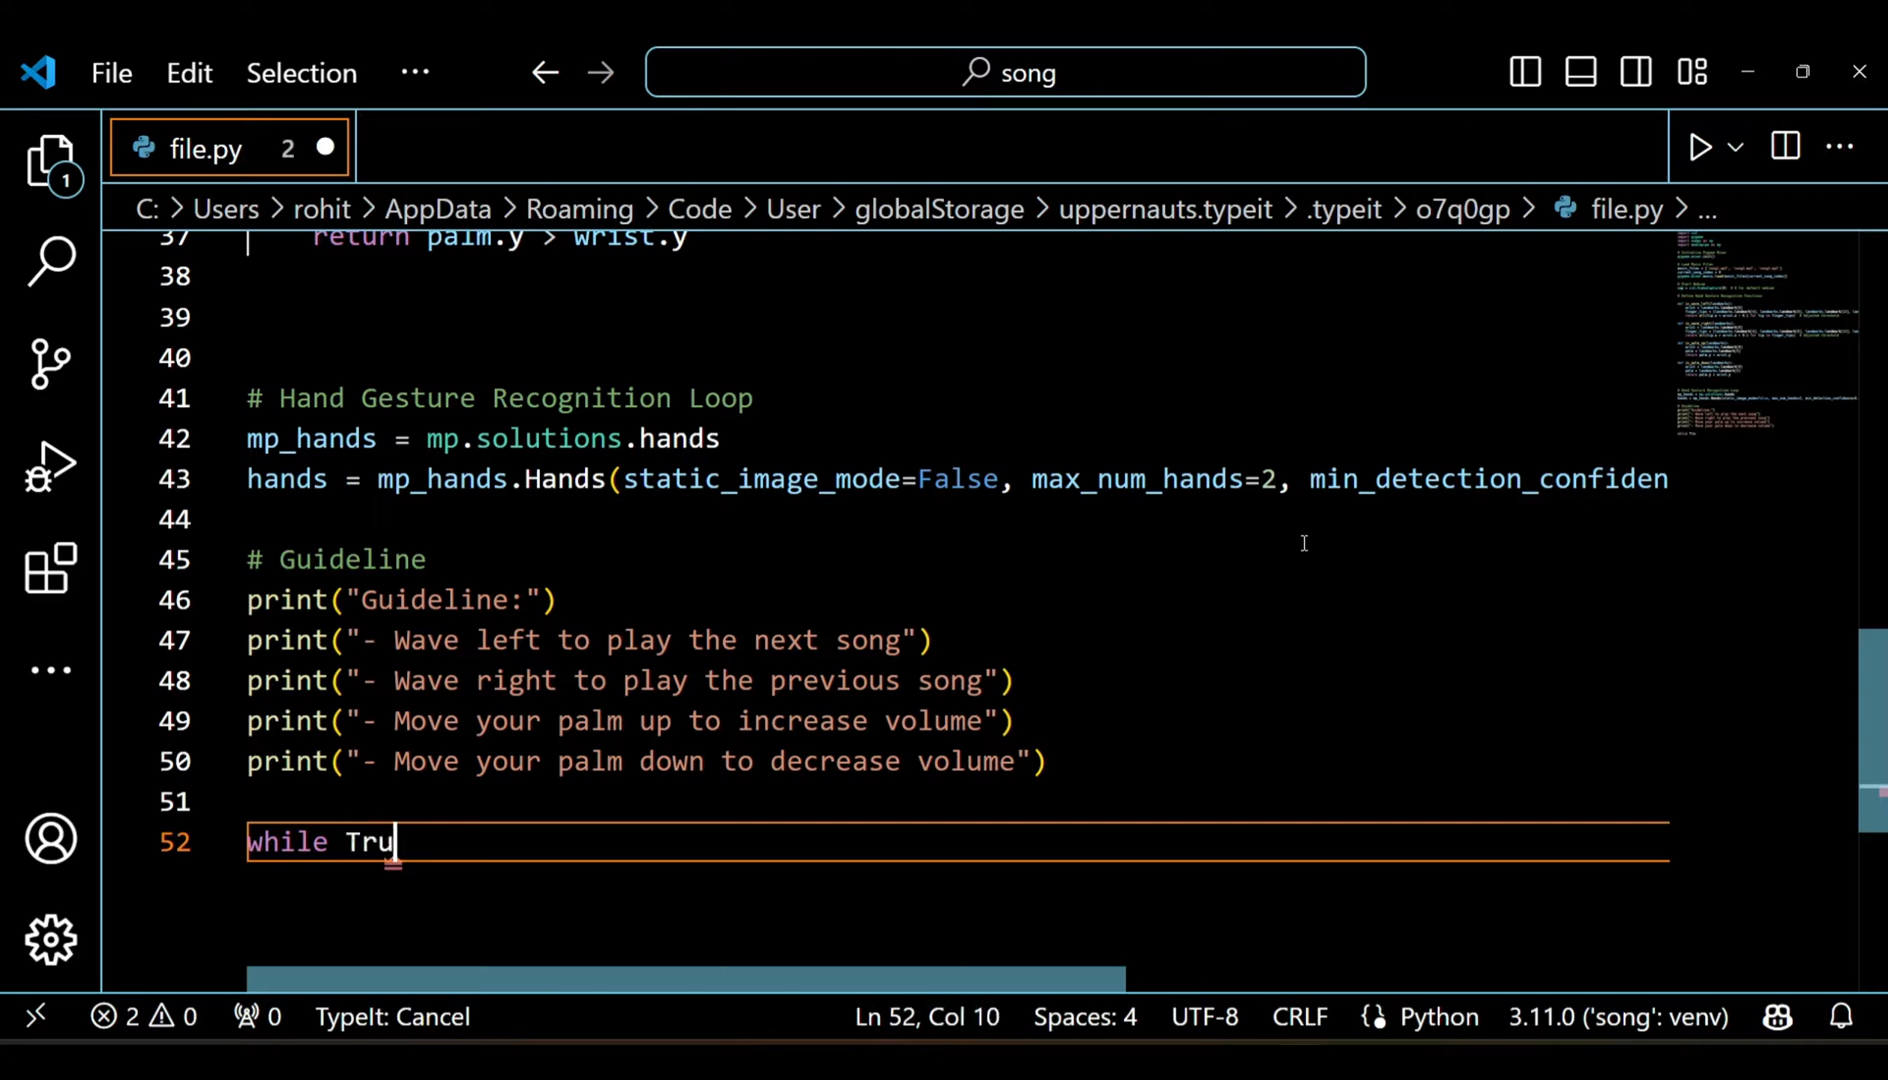 File Edit Selection ··· song
file.py 2
C: > Users > rohit > AppData > Roaming > Code > User > globalStorage > uppernauts.typeit > .typeit > o7q0gp > file.py > ...
37 return palm.y > wrist.y
38
39
40
41 # Hand Gesture Recognition Loop
42 mp_hands = mp.solutions.hands
43 hands = mp_hands.Hands(static_image_mode=False, max_num_hands=2, min_detection_confiden
44
45 # Guideline
46 print("Guideline:")
47 print("- Wave left to play the next song")
48 print("- Wave right to play the previous song")
49 print("- Move your palm up to increase volume")
50 print("- Move your palm down to decrease volume")
51
52 while Tru
1
2 0 0 TypeIt: Cancel Ln 52, Col 10 Spaces: 4 UTF-8 CRLF Python 3.11.0 ('song': venv)